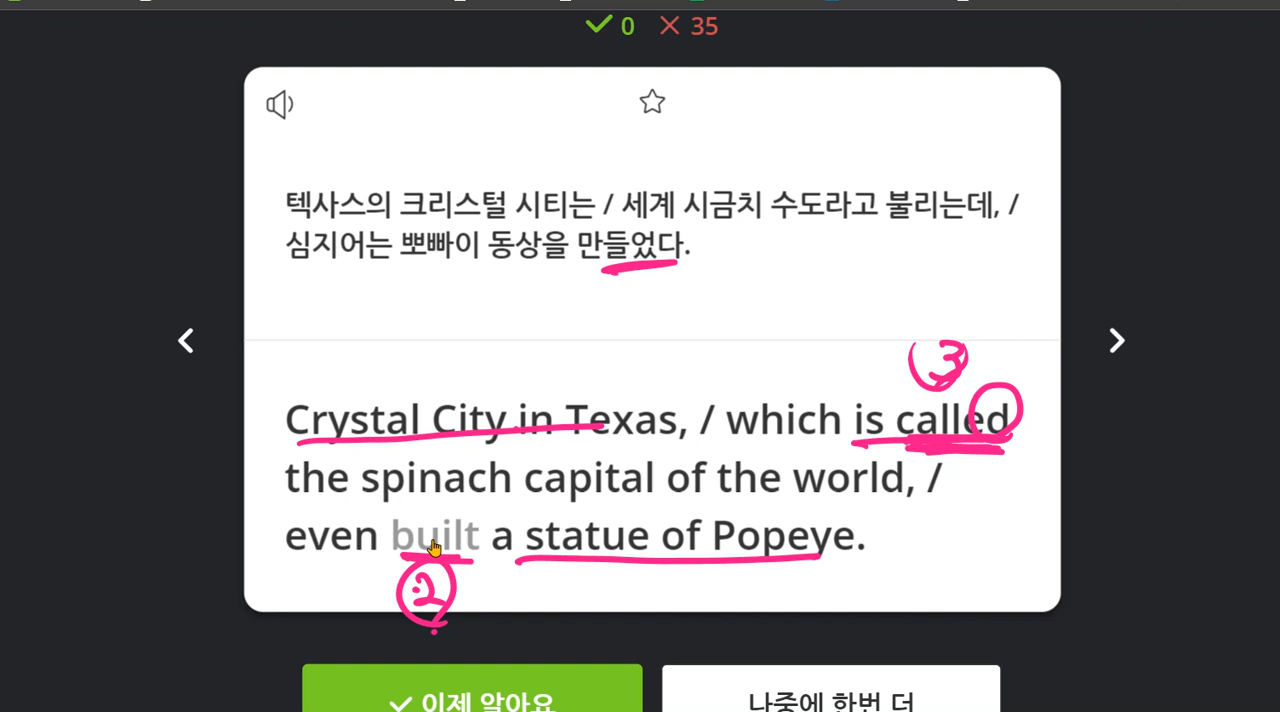 0 35
텍사스의 크리스털 시티는 / 세계 시금치 수도라고 불리는데, /
심지어는 뽀빠이 동상을 만들었다.
3
Crystal City in Texas, / which is called
the spinach capital of the world, /
even built a statue of Popeye.
2
이제 알아요 나중에 한번 더